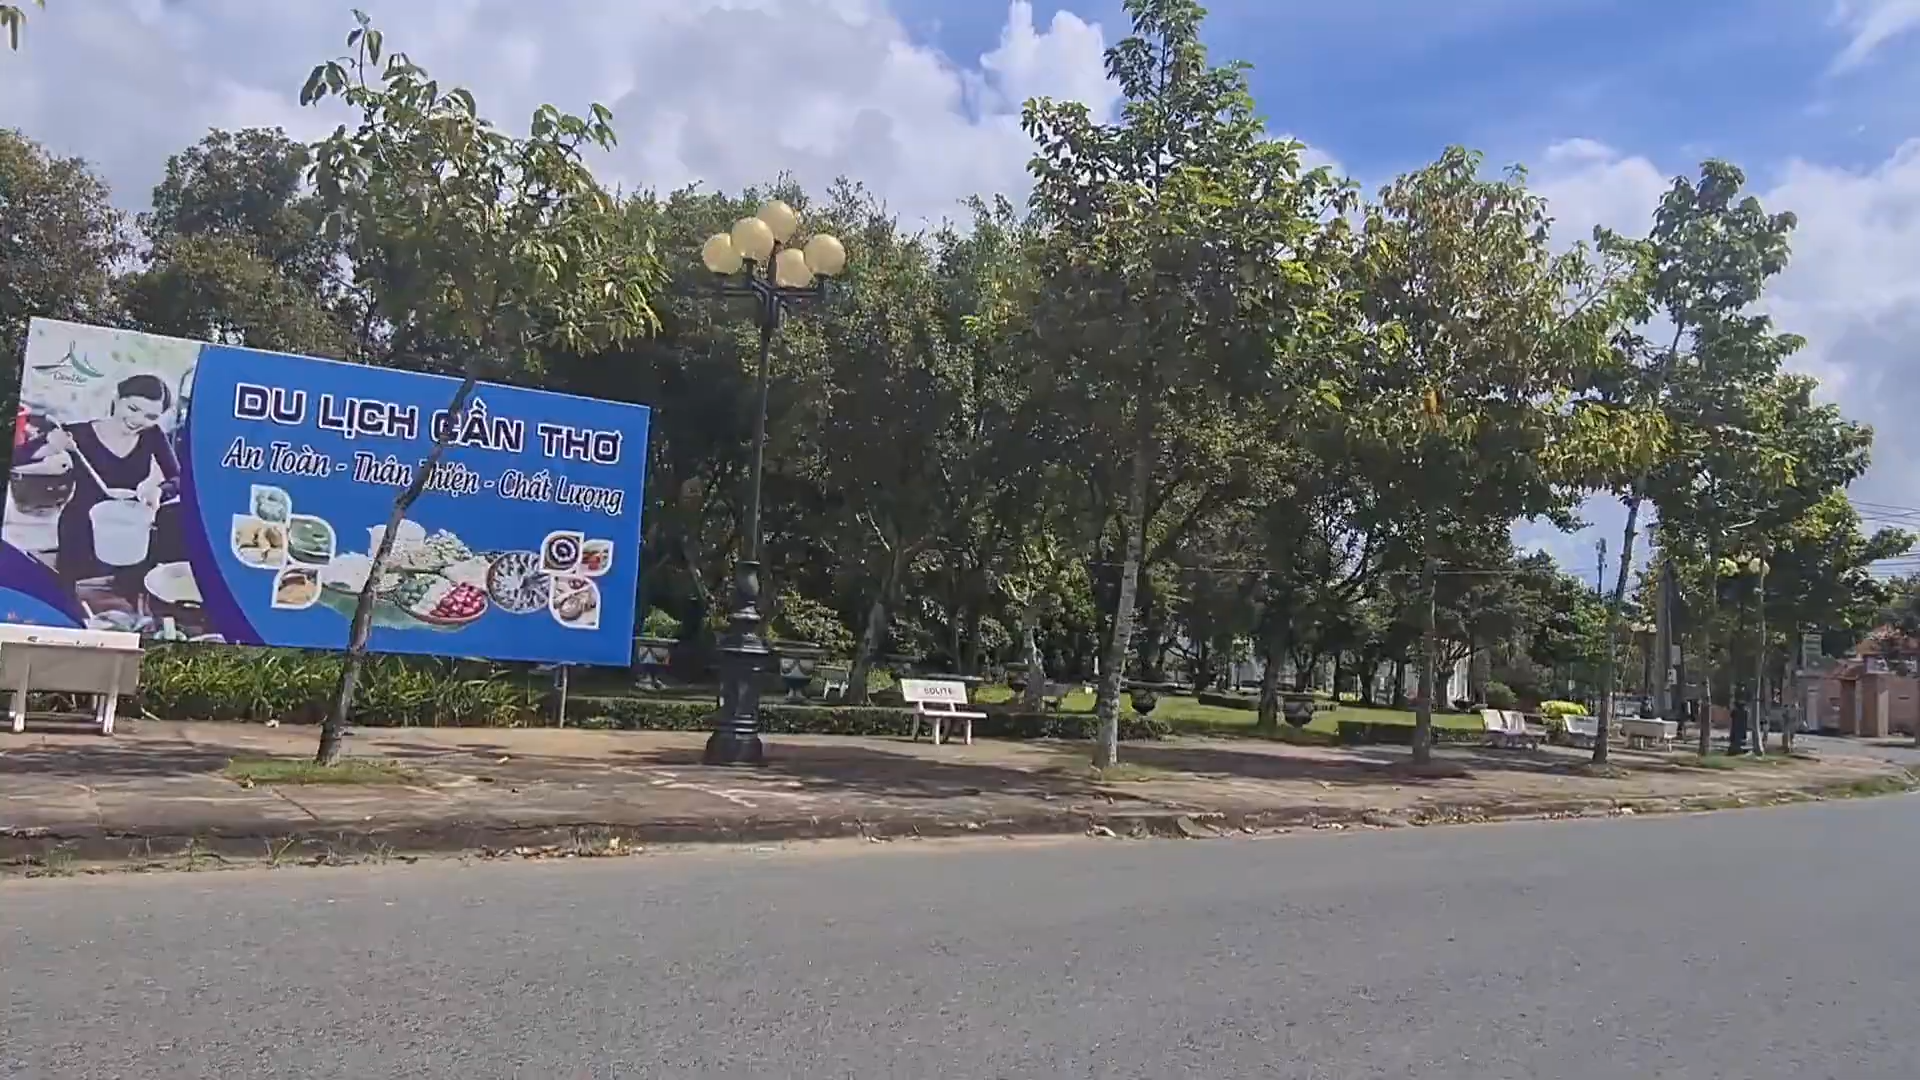 DU LỊCH CẦN THƠ
An Toàn - Thân Thiện - Chất Lượng